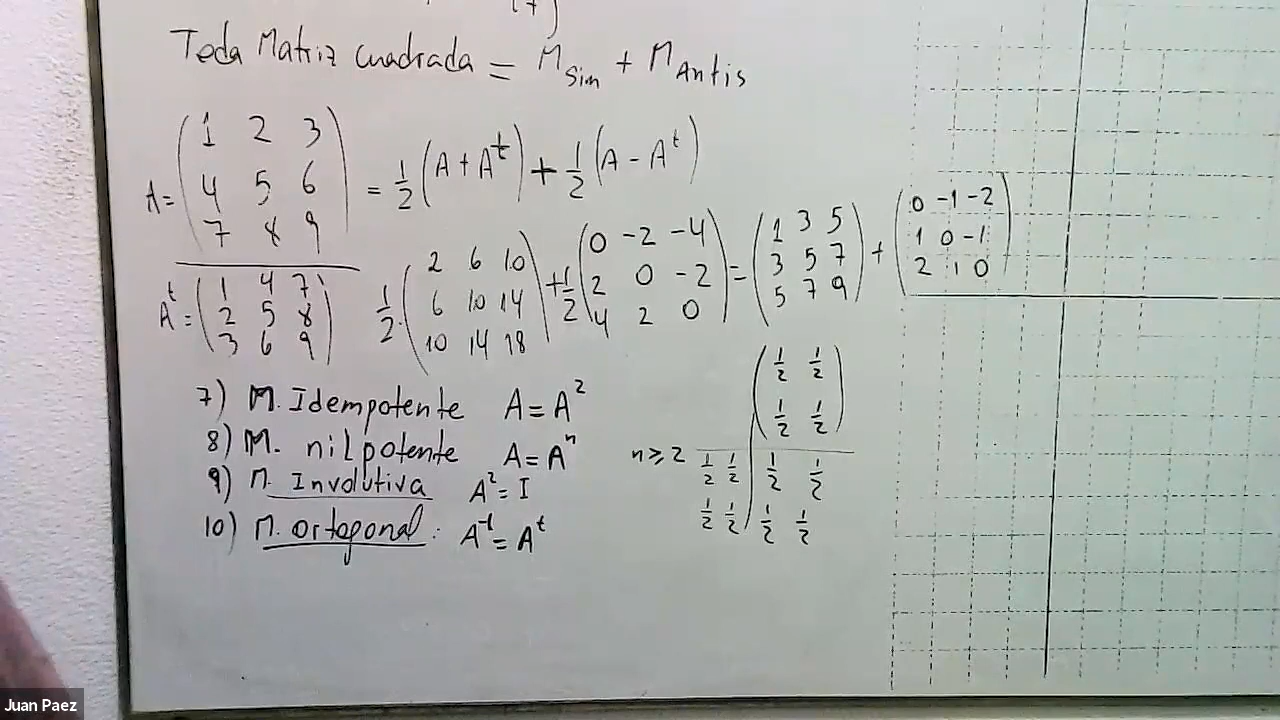 Toda Matriz cuadrada = M Sim + M Antis
A = (1 2 3 / 4 5 6 / 7 8 9) = 1/2 (A + A^t) + 1/2 (A - A^t)
A^t = (1 4 7 / 2 5 8 / 3 6 9)
1/2 · (2 6 10 / 6 10 14 / 10 14 18) + 1/2 (0 -2 -4 / 2 0 -2 / 4 2 0) = (1 3 5 / 3 5 7 / 5 7 9) + (0 -1 -2 / 1 0 -1 / 2 1 0)
7) M. Idempotente A = A^2
8) M. nilpotente A = A^n n ≥ 2
9) M. Involutiva A^2 = I
10) M. ortogonal : A^-1 = A^t
(1/2 1/2 / 1/2 1/2)
1/2 1/2 | 1/2 1/2
1/2 1/2 | 1/2 1/2
Juan Paez